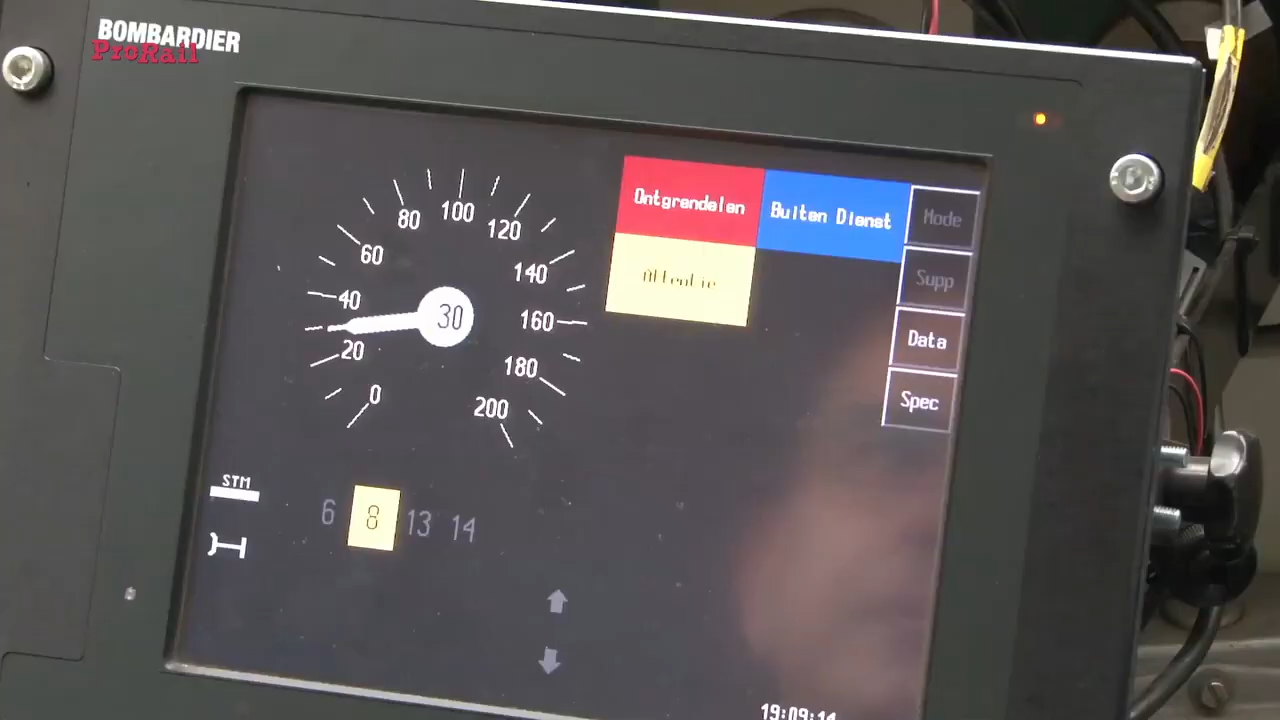 BOMBARDIER
ProRail
Ontgrendelen
Buiten Dienst
Mode
Attentie
Supp
Data
Spec
0
20
40
60
80
100
120
140
160
180
200
30
STM
6 8 13 14
19:09:14